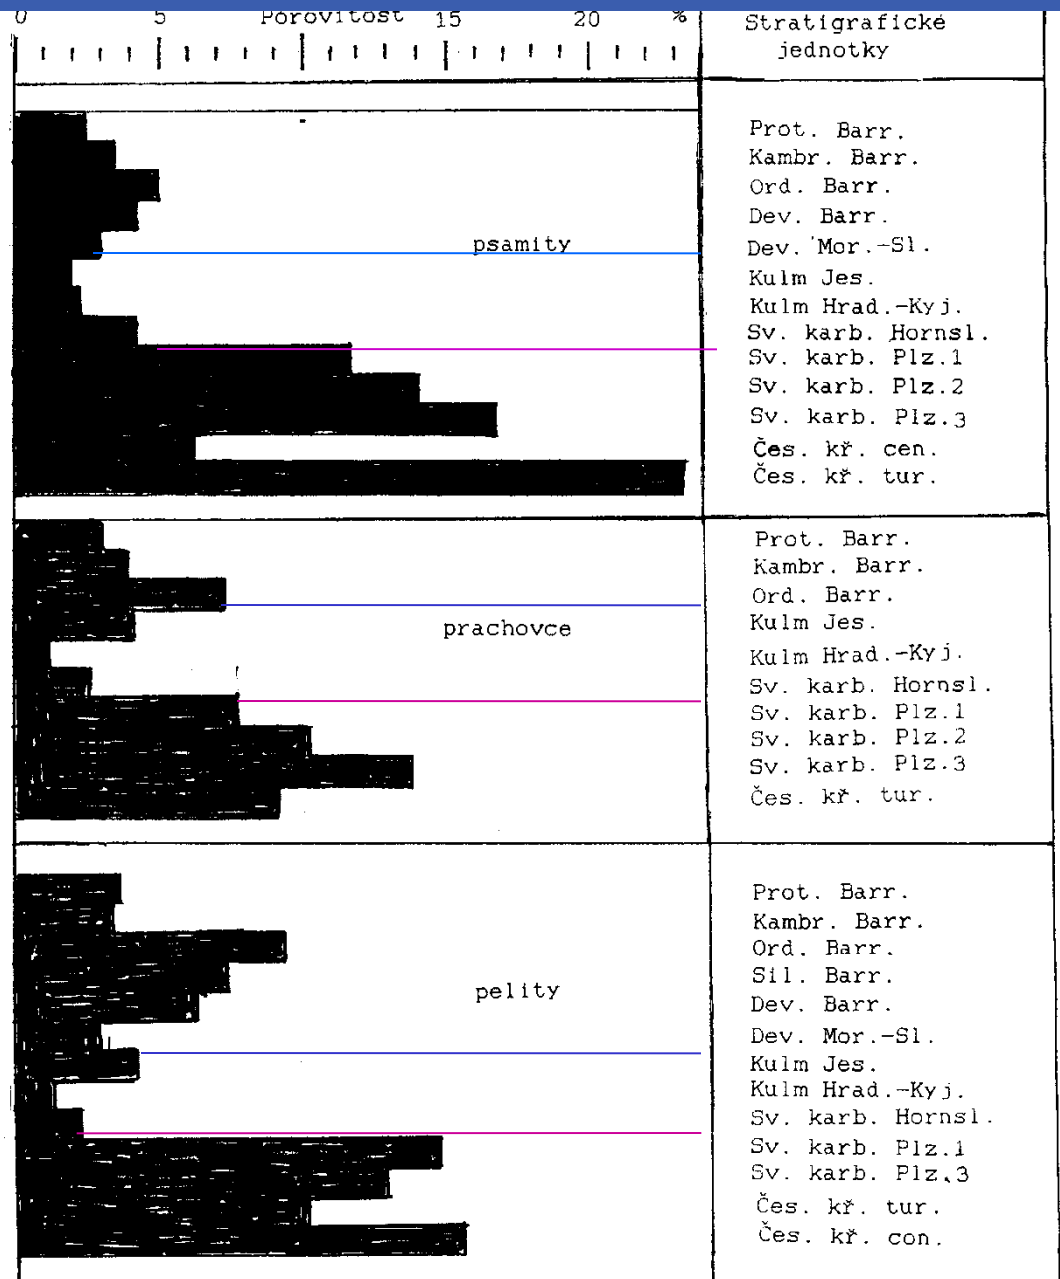 0 5 Porovitost 15 20 %
Stratigrafické
jednotky
psamity
Prot. Barr.
Kambr. Barr.
Ord. Barr.
Dev. Barr.
Dev. Mor.-Sl.
Kulm Jes.
Kulm Hrad.-Kyj.
Sv. karb. Hornsl.
Sv. karb. Plz.1
Sv. karb. Plz.2
Sv. karb. Plz.3
Čes. kř. cen.
Čes. kř. tur.
prachovce
Prot. Barr.
Kambr. Barr.
Ord. Barr.
Kulm Jes.
Kulm Hrad.-Kyj.
Sv. karb. Hornsl.
Sv. karb. Plz.1
Sv. karb. Plz.2
Sv. karb. Plz.3
Čes. kř. tur.
pelity
Prot. Barr.
Kambr. Barr.
Ord. Barr.
Sil. Barr.
Dev. Barr.
Dev. Mor.-Sl.
Kulm Jes.
Kulm Hrad.-Kyj.
Sv. karb. Hornsl.
Sv. karb. Plz.1
Sv. karb. Plz.3
Čes. kř. tur.
Čes. kř. con.